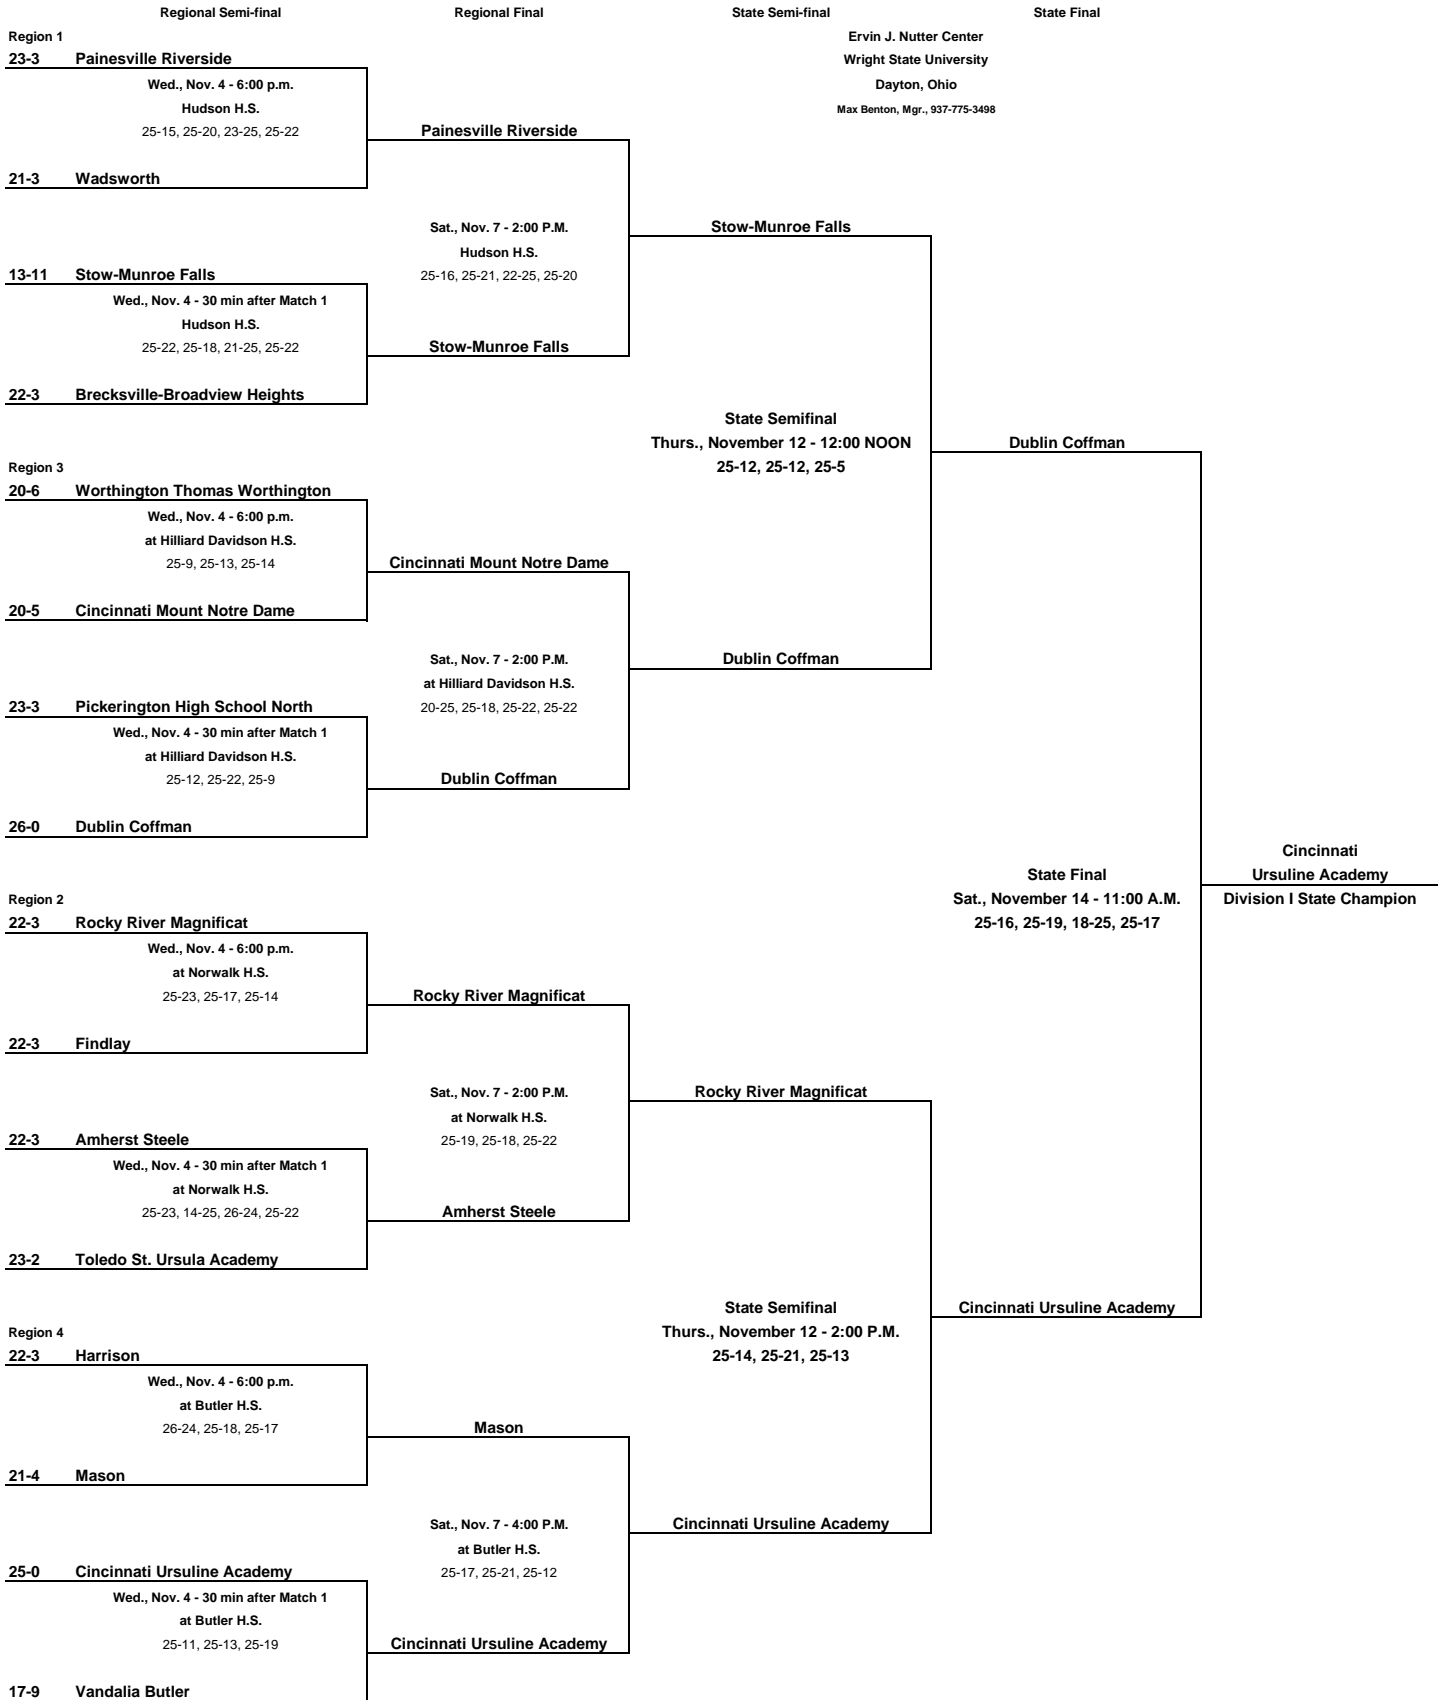 Regional Semi-final Regional Final State Semi-final State Final
Region 1 Ervin J. Nutter Center
23-3 Painesville Riverside Wright State University
Wed., Nov. 4 - 6:00 p.m. Dayton, Ohio
Hudson H.S. Max Benton, Mgr., 937-775-3498
25-15, 25-20, 23-25, 25-22 Painesville Riverside
21-3 Wadsworth
Sat., Nov. 7 - 2:00 P.M. Stow-Munroe Falls
Hudson H.S.
13-11 Stow-Munroe Falls 25-16, 25-21, 22-25, 25-20
Wed., Nov. 4 - 30 min after Match 1
Hudson H.S.
25-22, 25-18, 21-25, 25-22 Stow-Munroe Falls
22-3 Brecksville-Broadview Heights
State Semifinal
Thurs., November 12 - 12:00 NOON Dublin Coffman
Region 3 25-12, 25-12, 25-5
20-6 Worthington Thomas Worthington
Wed., Nov. 4 - 6:00 p.m.
at Hilliard Davidson H.S.
25-9, 25-13, 25-14 Cincinnati Mount Notre Dame
20-5 Cincinnati Mount Notre Dame
Sat., Nov. 7 - 2:00 P.M. Dublin Coffman
at Hilliard Davidson H.S.
23-3 Pickerington High School North 20-25, 25-18, 25-22, 25-22
Wed., Nov. 4 - 30 min after Match 1
at Hilliard Davidson H.S.
25-12, 25-22, 25-9 Dublin Coffman
26-0 Dublin Coffman
Cincinnati
State Final Ursuline Academy
Region 2 Sat., November 14 - 11:00 A.M. Division I State Champion
22-3 Rocky River Magnificat 25-16, 25-19, 18-25, 25-17
Wed., Nov. 4 - 6:00 p.m.
at Norwalk H.S.
25-23, 25-17, 25-14 Rocky River Magnificat
22-3 Findlay
Sat., Nov. 7 - 2:00 P.M. Rocky River Magnificat
at Norwalk H.S.
22-3 Amherst Steele 25-19, 25-18, 25-22
Wed., Nov. 4 - 30 min after Match 1
at Norwalk H.S.
25-23, 14-25, 26-24, 25-22 Amherst Steele
23-2 Toledo St. Ursula Academy
State Semifinal Cincinnati Ursuline Academy
Region 4 Thurs., November 12 - 2:00 P.M.
22-3 Harrison 25-14, 25-21, 25-13
Wed., Nov. 4 - 6:00 p.m.
at Butler H.S.
26-24, 25-18, 25-17 Mason
21-4 Mason
Sat., Nov. 7 - 4:00 P.M. Cincinnati Ursuline Academy
at Butler H.S.
25-0 Cincinnati Ursuline Academy 25-17, 25-21, 25-12
Wed., Nov. 4 - 30 min after Match 1
at Butler H.S.
25-11, 25-13, 25-19 Cincinnati Ursuline Academy
17-9 Vandalia Butler